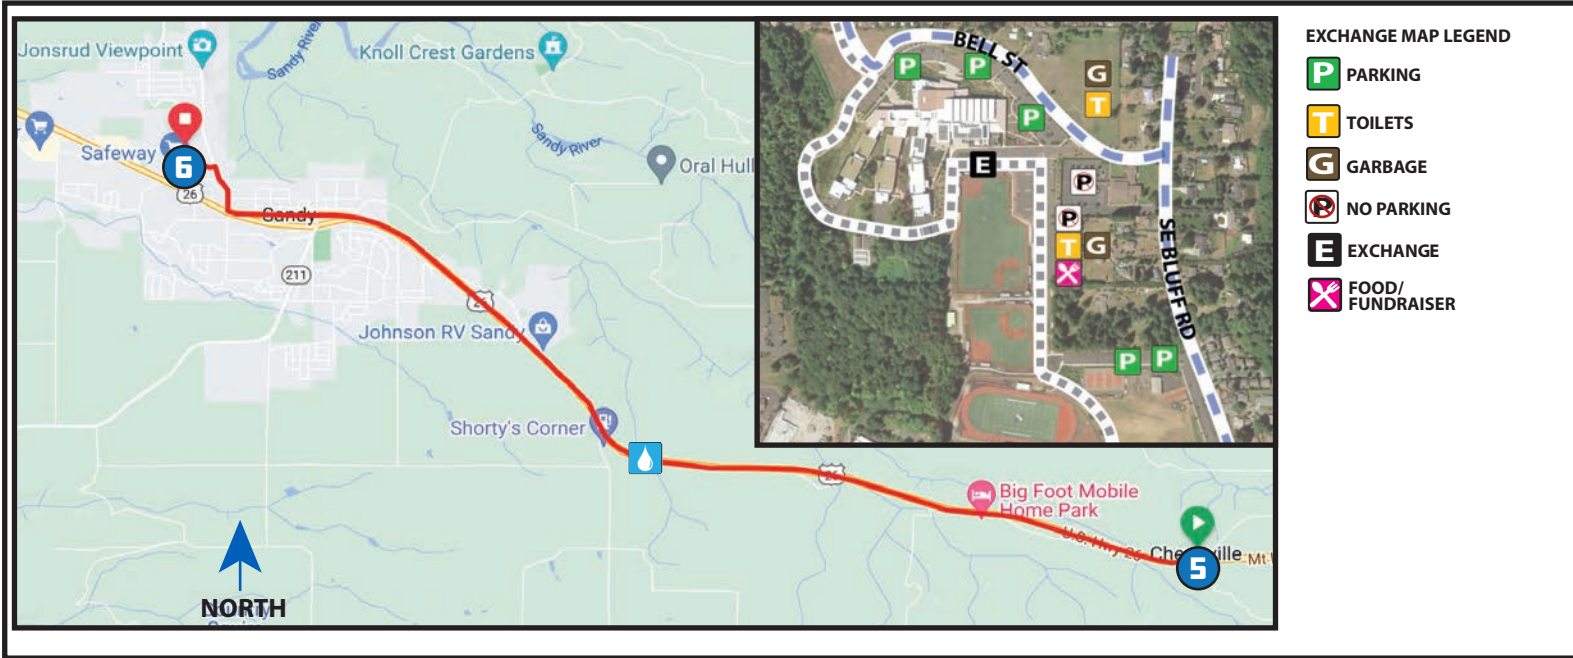 Jonsrud Viewpoint
Knoll Crest Gardens
Sandy River
Sandy River
Safeway
6
26
Oral Hull
Sandy
211
26
Johnson RV Sandy
Shorty's Corner
26
Big Foot Mobile
Home Park
U.S. Hwy 26
5
NORTH
BELL ST
P
P
G
T
P
E
P
P
T
G
SE BLUFF RD
P
P
EXCHANGE MAP LEGEND
P PARKING
T TOILETS
G GARBAGE
P NO PARKING
E EXCHANGE
FOOD/
FUNDRAISER